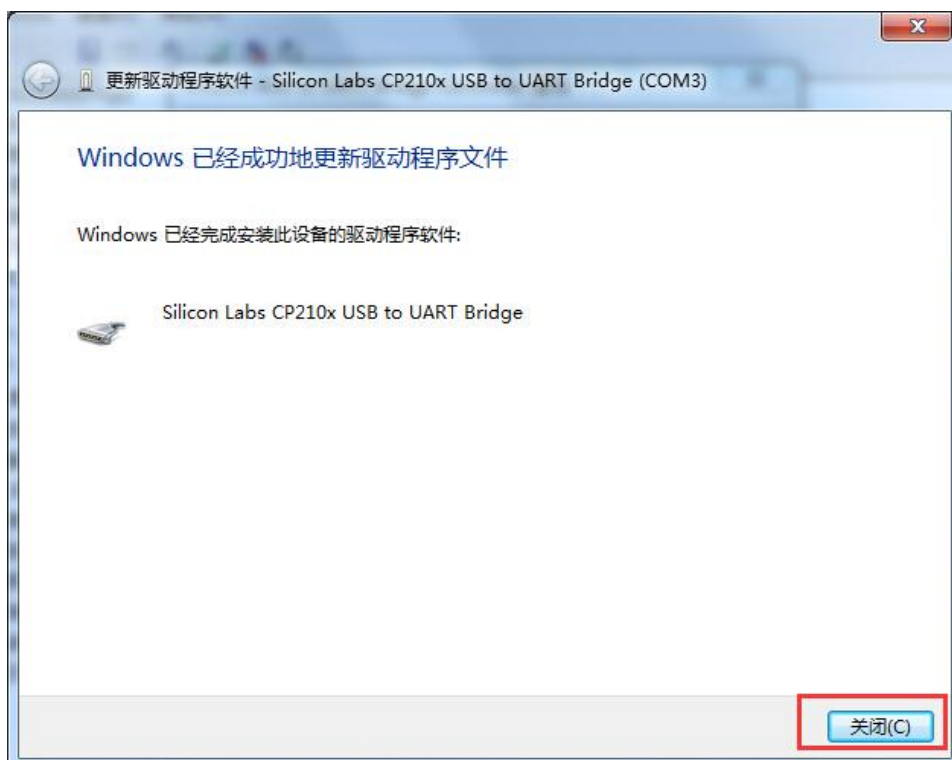 更新驱动程序软件 - Silicon Labs CP210x USB to UART Bridge (COM3)
Windows 已经成功地更新驱动程序文件
Windows 已经完成安装此设备的驱动程序软件:
Silicon Labs CP210x USB to UART Bridge
关闭(C)